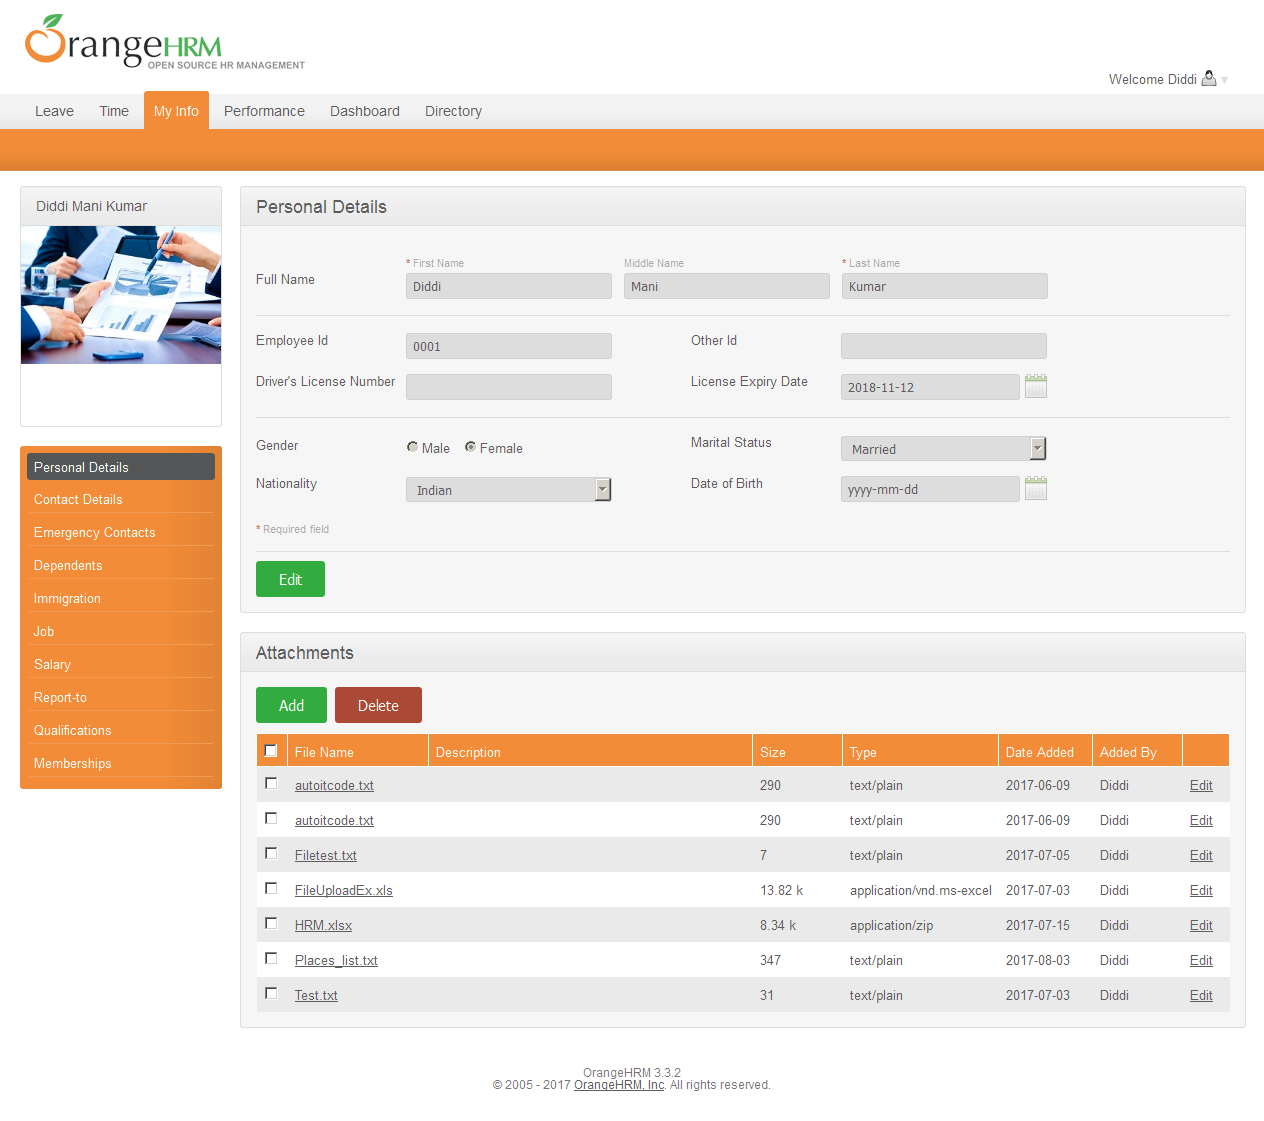 OrangeHRM
OPEN SOURCE HR MANAGEMENT
Welcome Diddi
Leave Time My Info Performance Dashboard Directory
Diddi Mani Kumar
Personal Details
Contact Details
Emergency Contacts
Dependents
Immigration
Job
Salary
Report-to
Qualifications
Memberships
Personal Details
* First Name Middle Name * Last Name
Full Name Diddi Mani Kumar
Employee Id 0001 Other Id
Driver's License Number License Expiry Date 2018-11-12
Gender Male Female Marital Status Married
Nationality Indian Date of Birth yyyy-mm-dd
* Required field
Edit
Attachments
Add Delete
File Name Description Size Type Date Added Added By
autoitcode.txt 290 text/plain 2017-06-09 Diddi Edit
autoitcode.txt 290 text/plain 2017-06-09 Diddi Edit
Filetest.txt 7 text/plain 2017-07-05 Diddi Edit
FileUploadEx.xls 13.82 k application/vnd.ms-excel 2017-07-03 Diddi Edit
HRM.xlsx 8.34 k application/zip 2017-07-15 Diddi Edit
Places_list.txt 347 text/plain 2017-08-03 Diddi Edit
Test.txt 31 text/plain 2017-07-03 Diddi Edit
OrangeHRM 3.3.2
© 2005 - 2017 OrangeHRM, Inc. All rights reserved.